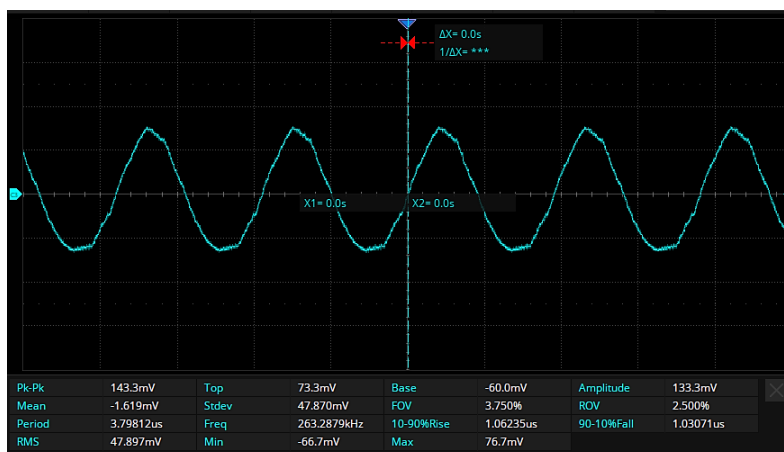 ΔX= 0.0s
1/ΔX= ***
X1= 0.0s X2= 0.0s
Pk-Pk 143.3mV Top 73.3mV Base -60.0mV Amplitude 133.3mV
Mean -1.619mV Stdev 47.870mV FOV 3.750% ROV 2.500%
Period 3.79812us Freq 263.2879kHz 10-90%Rise 1.06235us 90-10%Fall 1.03071us
RMS 47.897mV Min -66.7mV Max 76.7mV